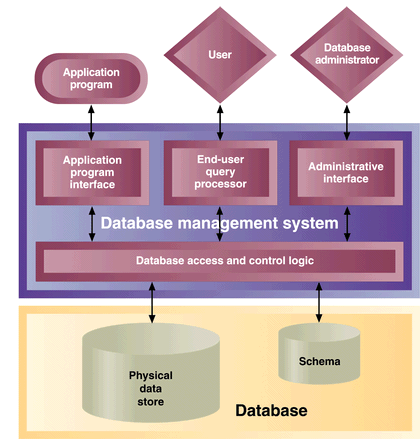 Application
program
User
Database
administrator
Application
program
interface
End-user
query
processor
Administrative
interface
Database management system
Database access and control logic
Physical
data
store
Schema
Database